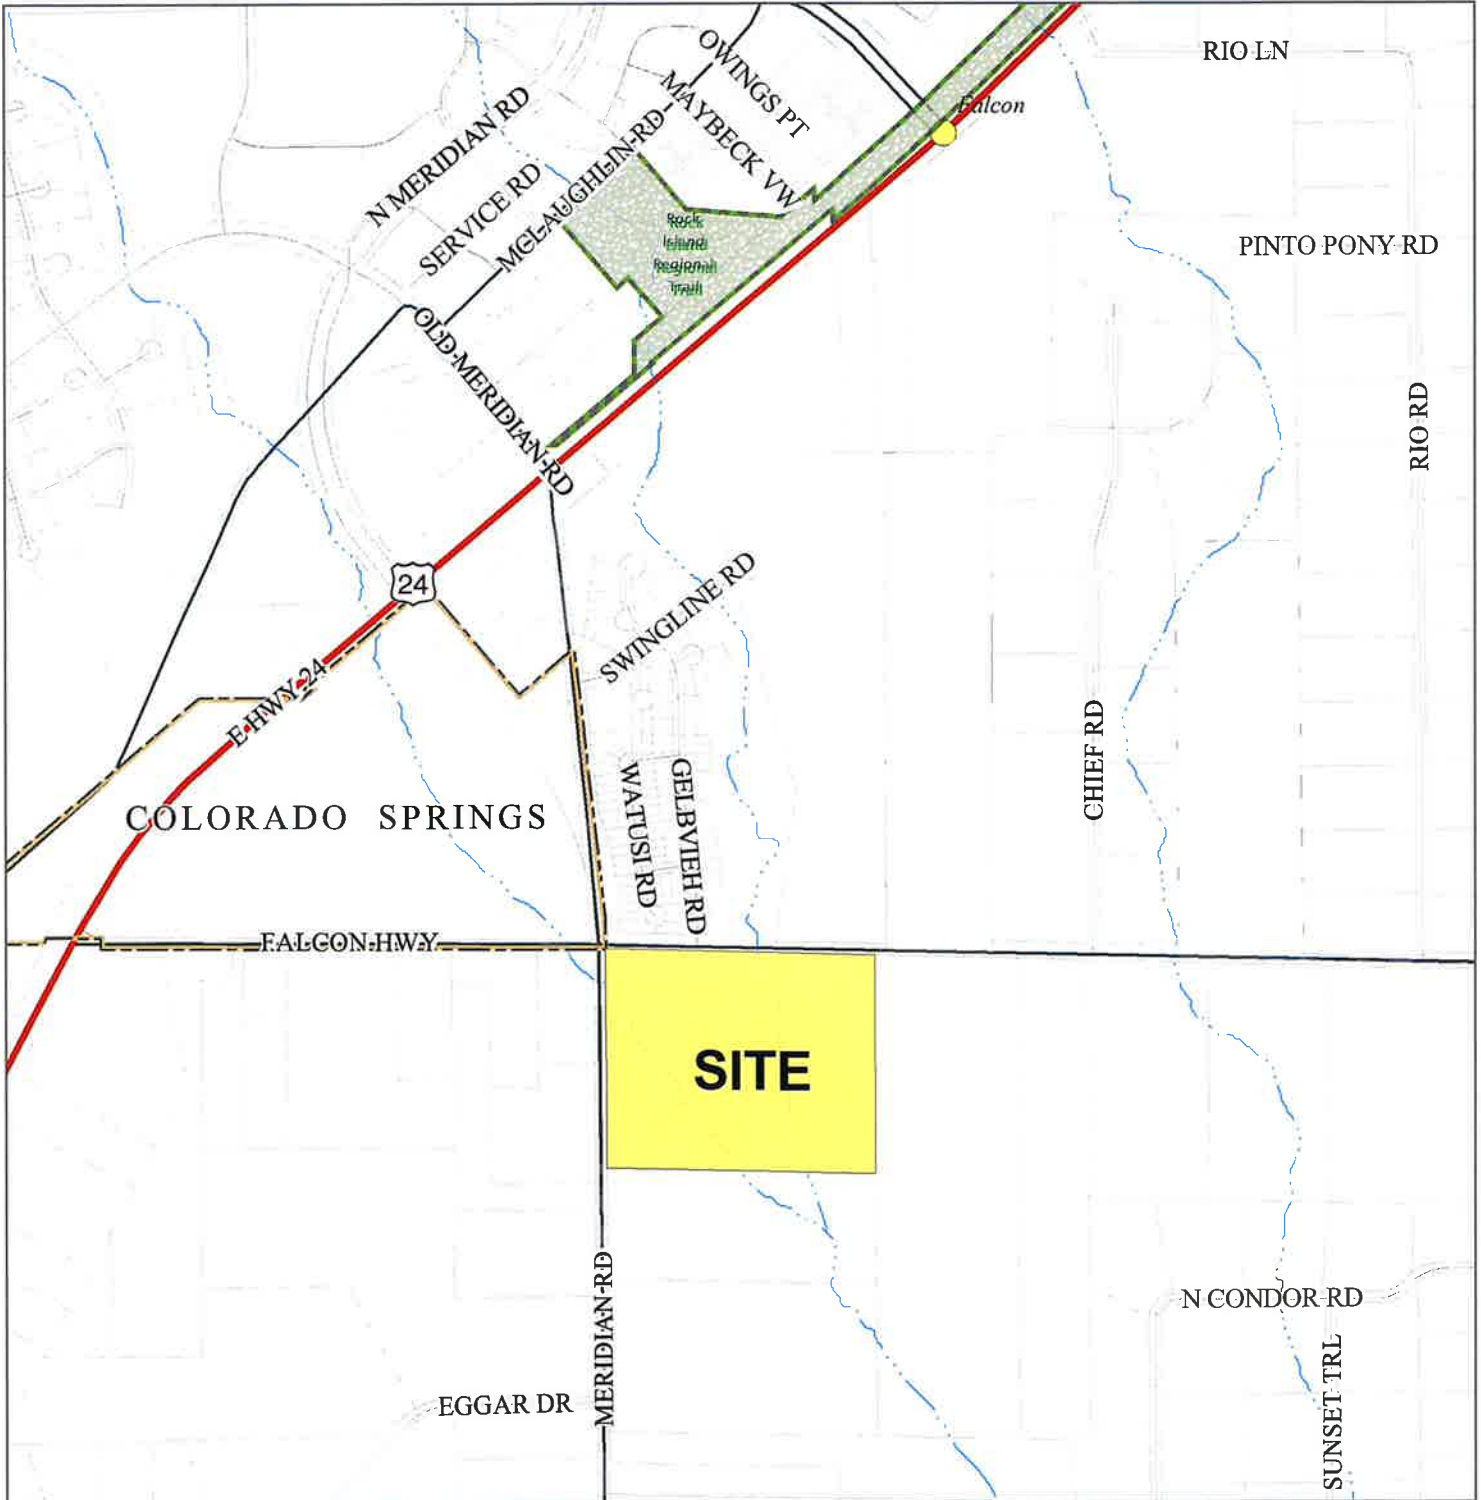 RIO LN
OWINGS PT
MAYBECK VW
Falcon
N MERIDIAN RD
SERVICE RD
MCLAUGHLIN RD
Rock
Island
Regional
Trail
PINTO PONY RD
OLD MERIDIAN RD
RIO RD
24
SWINGLINE RD
E HWY 24
CHIEF RD
COLORADO SPRINGS
WATUSI RD
GELBVIEH RD
FALCON HWY
SITE
MERIDIAN RD
N CONDOR RD
EGGAR DR
SUNSET TRL